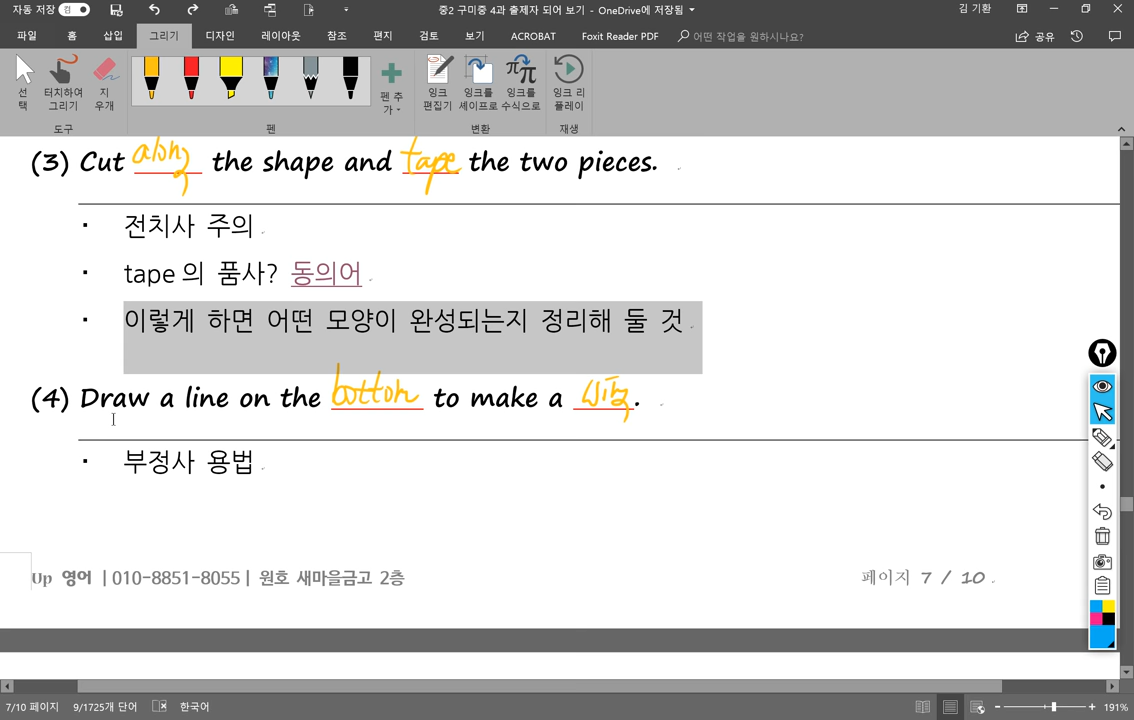 자동 저장 컴 중2 구미중 4과 출제자 되어 보기 - OneDrive에 저장됨 김 기환
파일 홈 삽입 그리기 디자인 레이아웃 참조 편지 검토 보기 ACROBAT Foxit Reader PDF 어떤 작업을 원하시나요? 공유
선택 터치하여 그리기 지우개 펜 추가 잉크 편집기 잉크를 셰이프로 잉크를 수식으로 잉크 리플레이
도구 펜 변환 재생
(3) Cut along the shape and tape the two pieces.
· 전치사 주의
· tape의 품사? 동의어
· 이렇게 하면 어떤 모양이 완성되는지 정리해 둘 것
(4) Draw a line on the bottom to make a wing.
· 부정사 용법
Up 영어 | 010-8851-8055 | 원호 새마을금고 2층 페이지 7 / 10
7/10 페이지 9/1725개 단어 한국어 191%